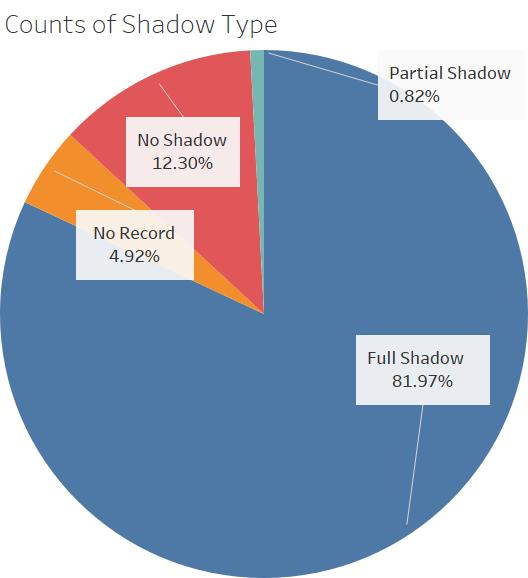 Counts of Shadow Type
Partial Shadow
0.82%
No Shadow
12.30%
No Record
4.92%
Full Shadow
81.97%